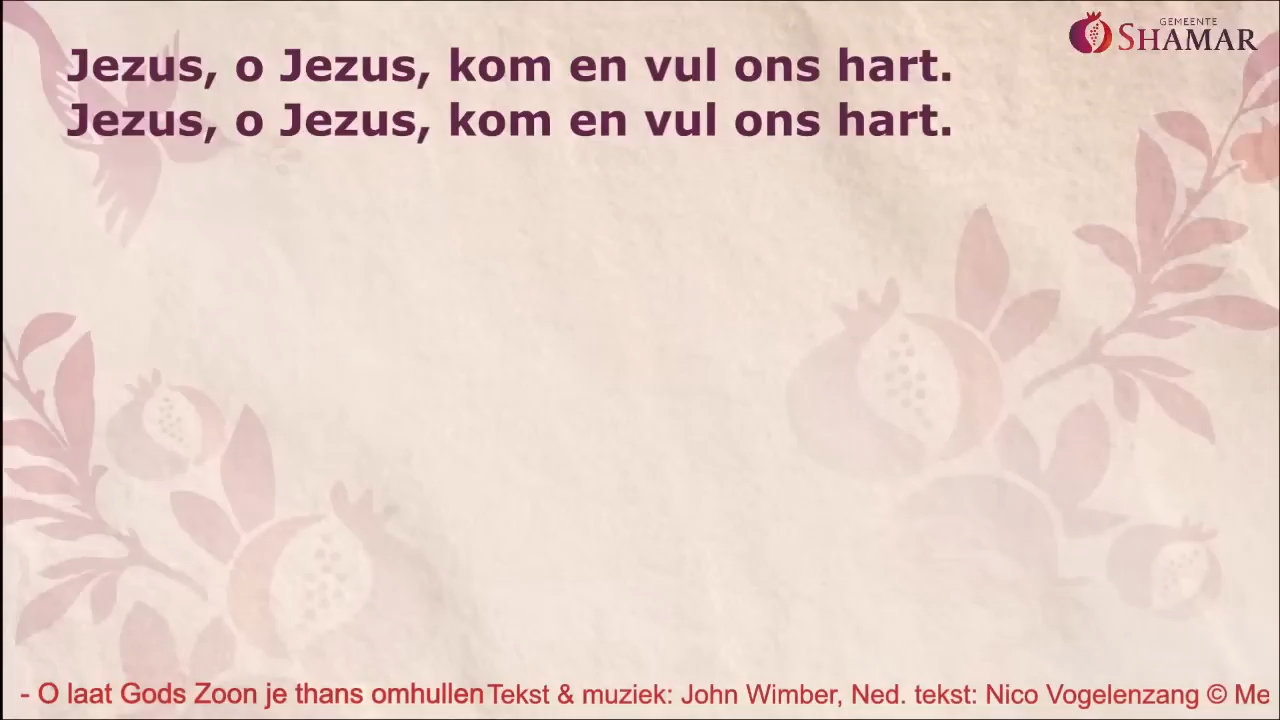 GEMEENTE
SHAMAR
Jezus, o Jezus, kom en vul ons hart.
Jezus, o Jezus, kom en vul ons hart.
- O laat Gods Zoon je thans omhullen Tekst & muziek: John Wimber, Ned. tekst: Nico Vogelenzang © Me